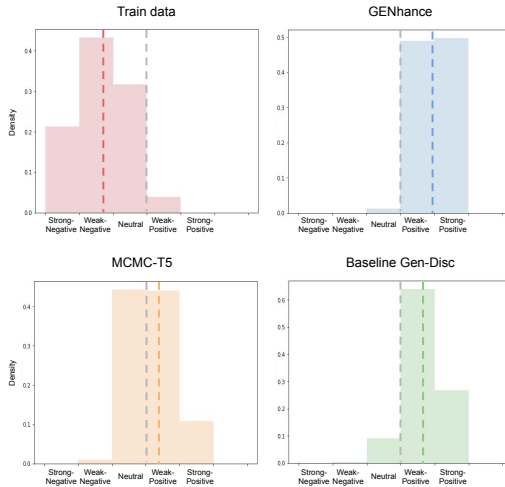 Train data
GENhance
0.4
0.3
0.2
0.1
0.0
Density
Strong-
Negative
Weak-
Negative
Neutral
Weak-
Positive
Strong-
Positive
0.5
0.4
0.3
0.2
0.1
0.0
Strong-
Negative
Weak-
Negative
Neutral
Weak-
Positive
Strong-
Positive
MCMC-T5
Baseline Gen-Disc
0.4
0.3
0.2
0.1
0.0
Density
Strong-
Negative
Weak-
Negative
Neutral
Weak-
Positive
Strong-
Positive
0.6
0.5
0.4
0.3
0.2
0.1
0.0
Strong-
Negative
Weak-
Negative
Neutral
Weak-
Positive
Strong-
Positive